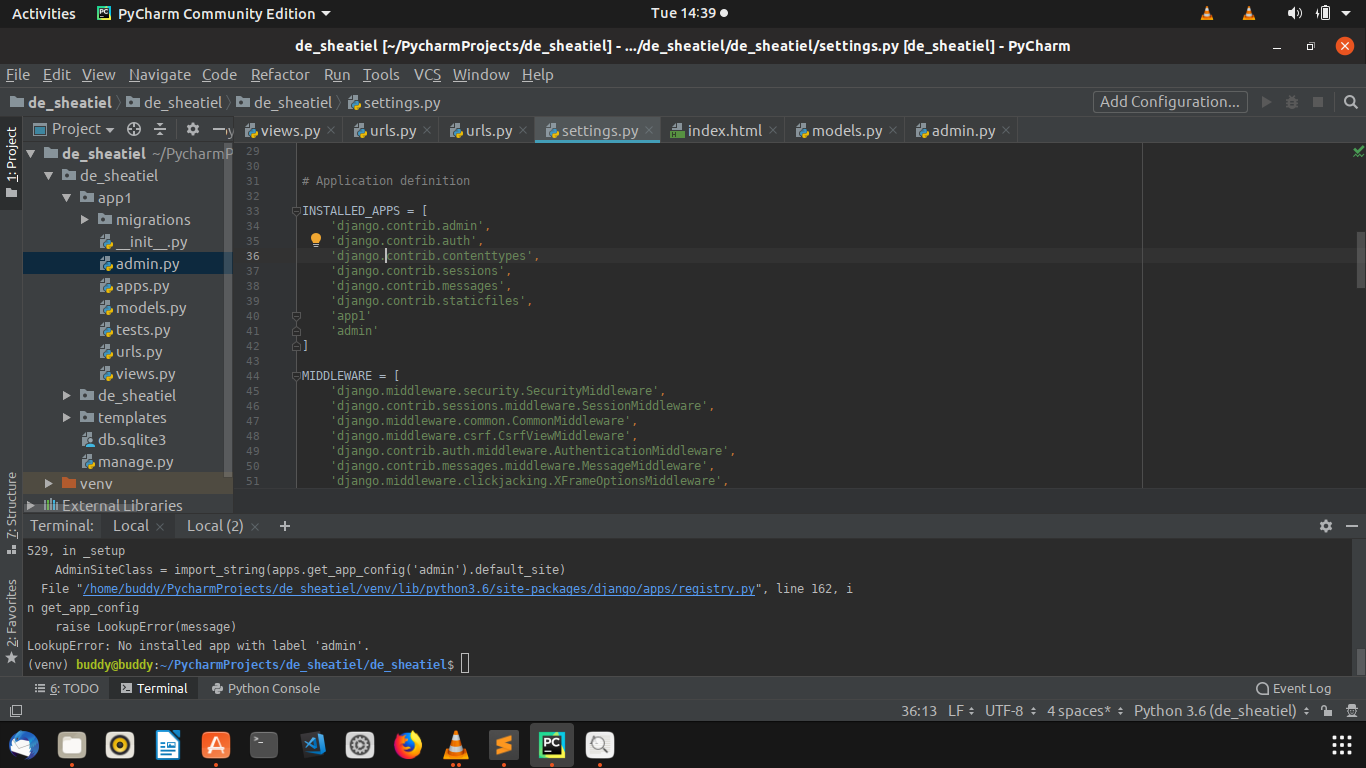 Activities PyCharm Community Edition Tue 14:39
de_sheatiel [~/PycharmProjects/de_sheatiel] - .../de_sheatiel/de_sheatiel/settings.py [de_sheatiel] - PyCharm
File Edit View Navigate Code Refactor Run Tools VCS Window Help
de_sheatiel de_sheatiel de_sheatiel settings.py Add Configuration...
Project y views.py urls.py urls.py settings.py index.html models.py admin.py
1: Project
de_sheatiel ~/PycharmP
de_sheatiel
app1
migrations
__init__.py
admin.py
apps.py
models.py
tests.py
urls.py
views.py
de_sheatiel
templates
db.sqlite3
manage.py
venv
External Libraries
7: Structure
2: Favorites
29
30
31 # Application definition
32
33 INSTALLED_APPS = [
34 'django.contrib.admin',
35 'django.contrib.auth',
36 'django.contrib.contenttypes',
37 'django.contrib.sessions',
38 'django.contrib.messages',
39 'django.contrib.staticfiles',
40 'app1'
41 'admin'
42 ]
43
44 MIDDLEWARE = [
45 'django.middleware.security.SecurityMiddleware',
46 'django.contrib.sessions.middleware.SessionMiddleware',
47 'django.middleware.common.CommonMiddleware',
48 'django.middleware.csrf.CsrfViewMiddleware',
49 'django.contrib.auth.middleware.AuthenticationMiddleware',
50 'django.contrib.messages.middleware.MessageMiddleware',
51 'django.middleware.clickjacking.XFrameOptionsMiddleware',
Terminal: Local Local (2) +
529, in _setup
AdminSiteClass = import_string(apps.get_app_config('admin').default_site)
File "/home/buddy/PycharmProjects/de_sheatiel/venv/lib/python3.6/site-packages/django/apps/registry.py", line 162, i
n get_app_config
raise LookupError(message)
LookupError: No installed app with label 'admin'.
(venv) buddy@buddy:~/PycharmProjects/de_sheatiel/de_sheatiel$
6: TODO Terminal Python Console Event Log
36:13 LF UTF-8 4 spaces* Python 3.6 (de_sheatiel)